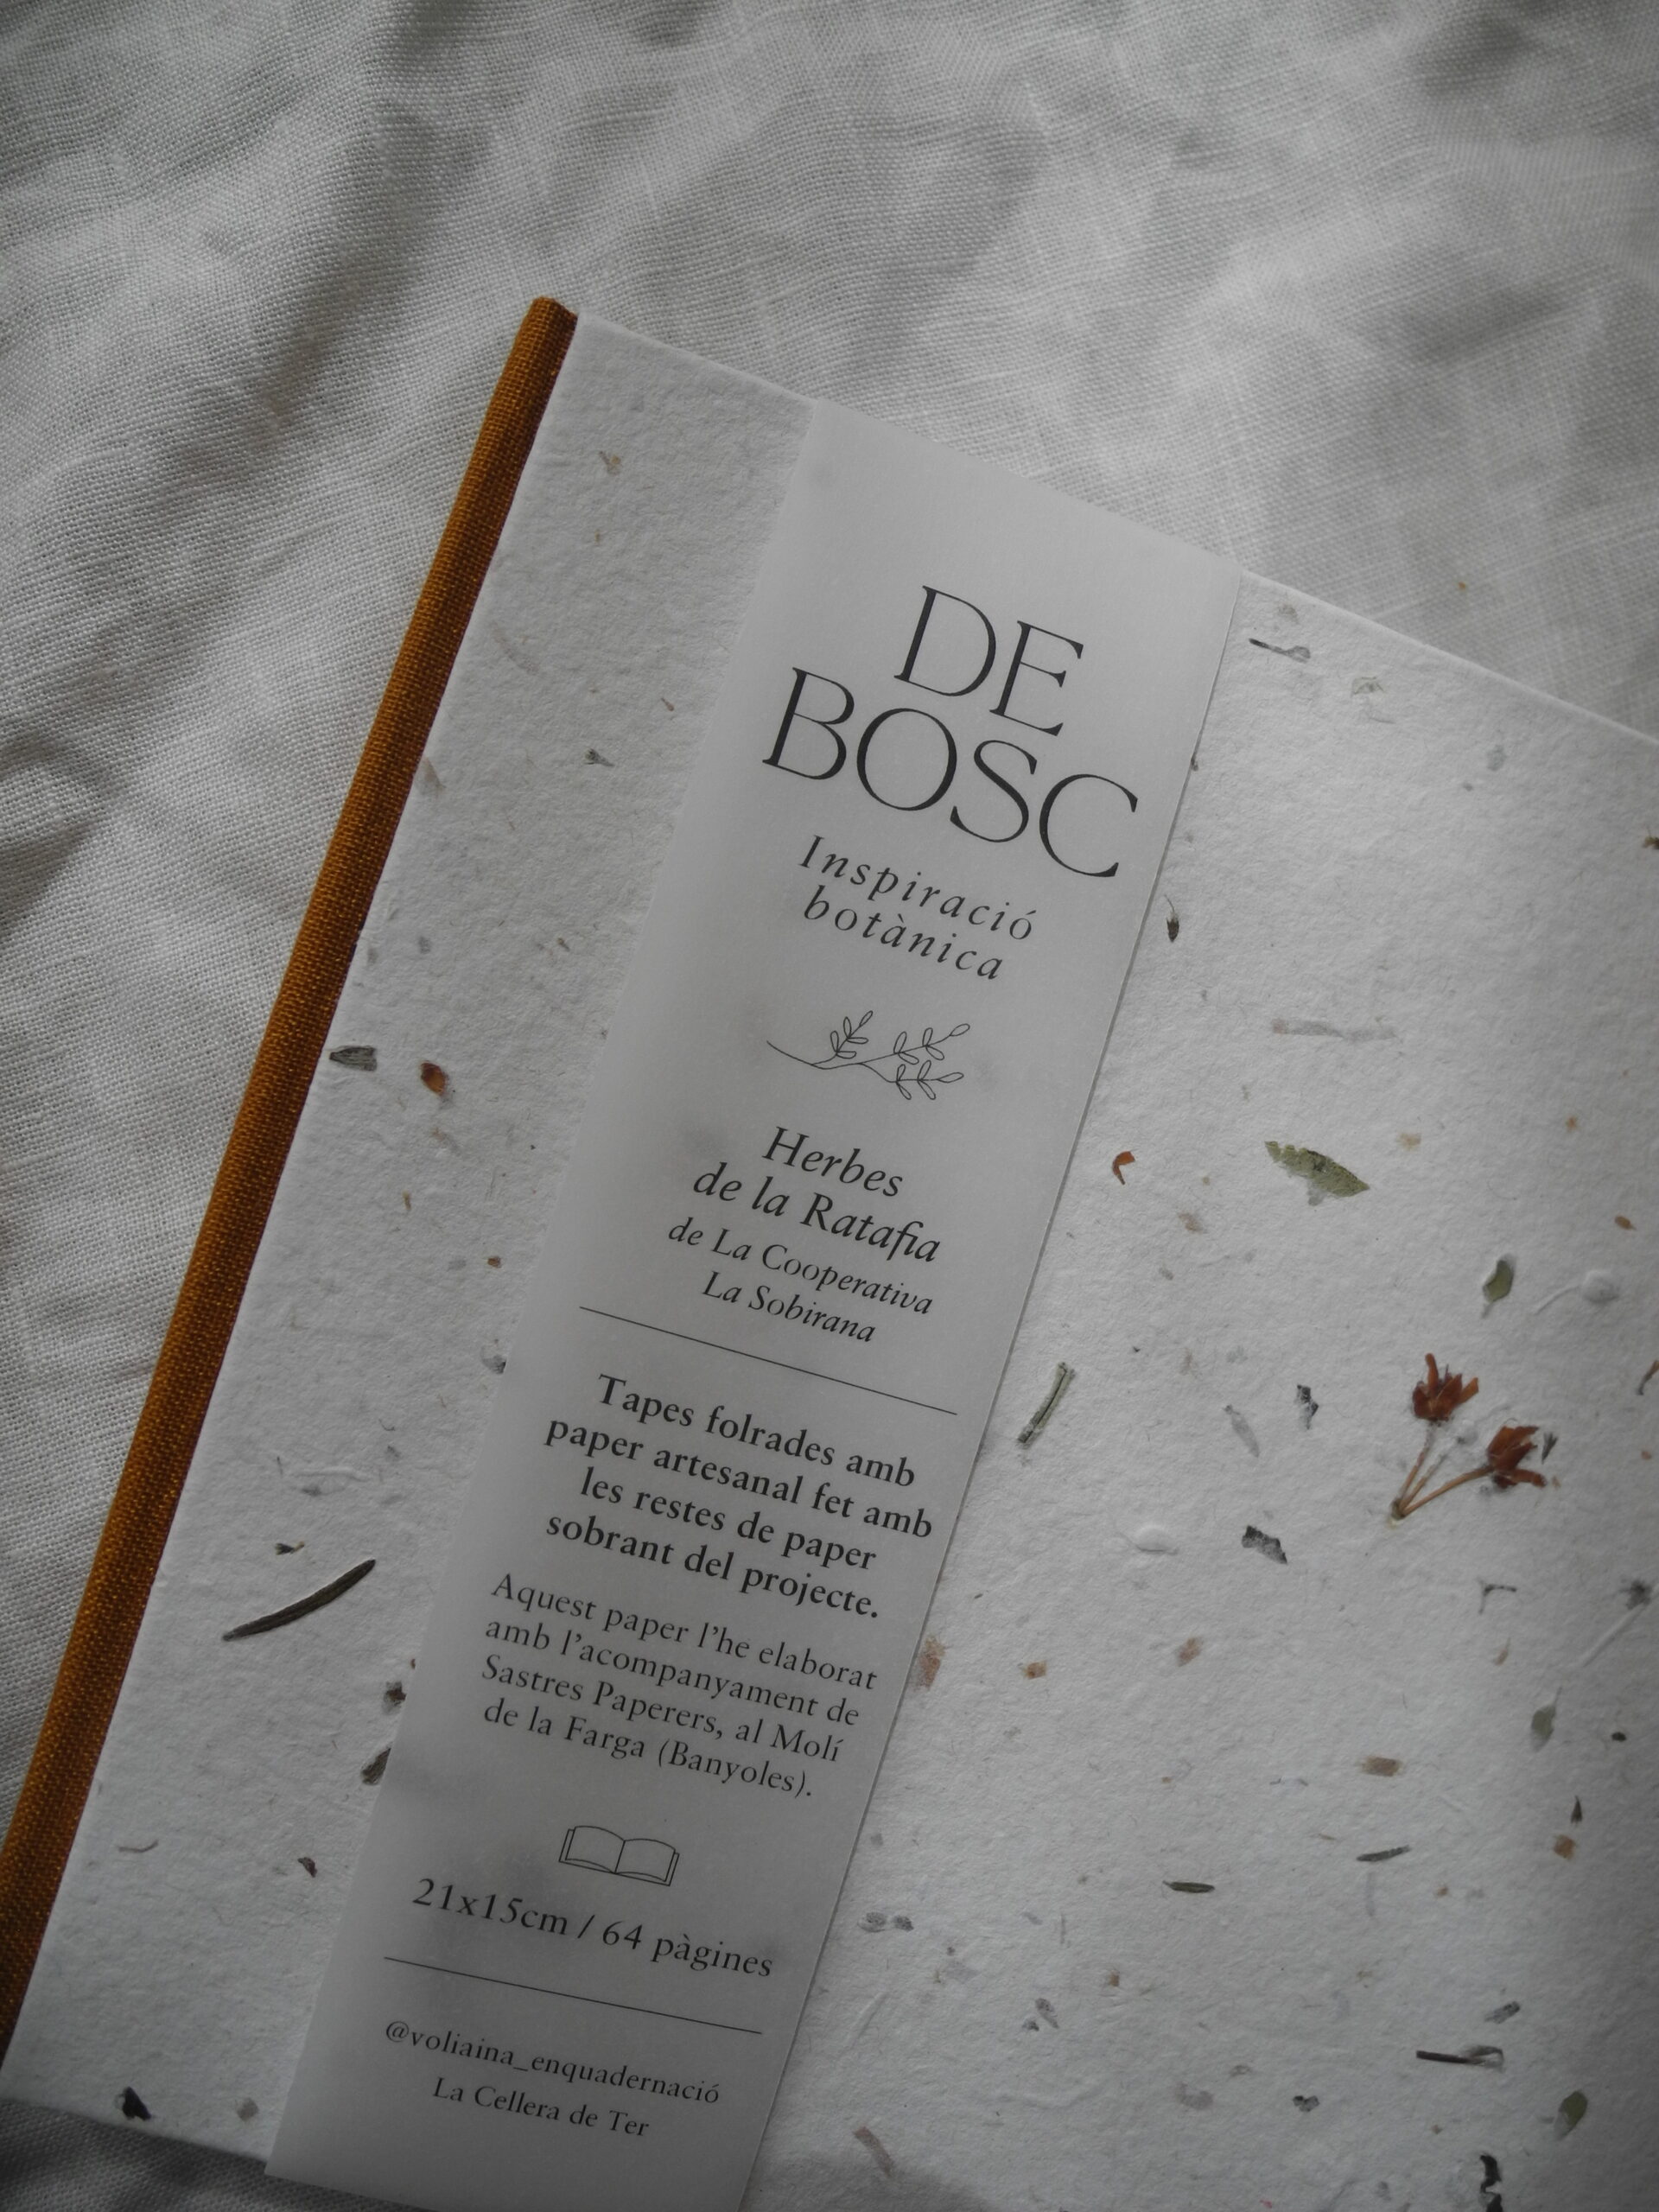 DE
BOSC
Inspiració
botànica
Herbes
de la Ratafia
de La Cooperativa
La Sobirana
Tapes folrades amb
paper artesanal fet amb
les restes de paper
sobrant del projecte.
Aquest paper l'he elaborat
amb l'acompanyament de
Sastres Paperers, al Molí
de la Farga (Banyoles).
21x15cm / 64 pàgines
@voliaina_enquadernació
La Cellera de Ter